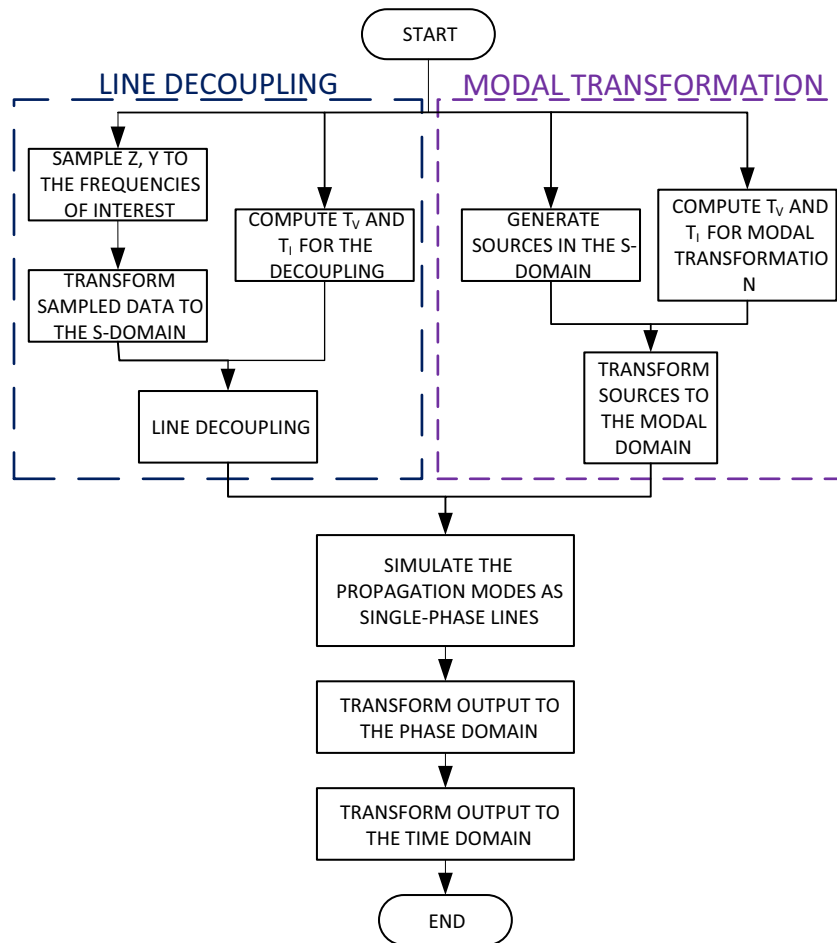 START
LINE DECOUPLING
MODAL TRANSFORMATION
SAMPLE Z, Y TO
THE FREQUENCIES
OF INTEREST
COMPUTE TV AND
TI FOR THE
DECOUPLING
GENERATE
SOURCES IN THE S-
DOMAIN
COMPUTE TV AND
TI FOR MODAL
TRANSFORMATIO
N
TRANSFORM
SAMPLED DATA TO
THE S-DOMAIN
LINE DECOUPLING
TRANSFORM
SOURCES TO
THE MODAL
DOMAIN
SIMULATE THE
PROPAGATION MODES AS
SINGLE-PHASE LINES
TRANSFORM OUTPUT TO
THE PHASE DOMAIN
TRANSFORM OUTPUT TO
THE TIME DOMAIN
END